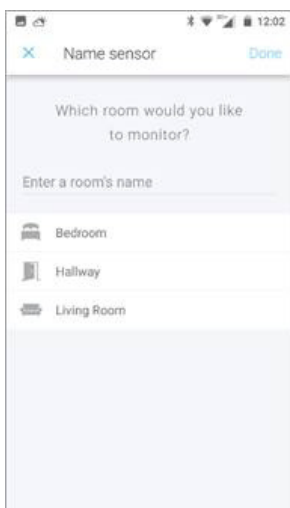 12:02
Name sensor
Done
Which room would you like
to monitor?
Enter a room's name
Bedroom
Hallway
Living Room